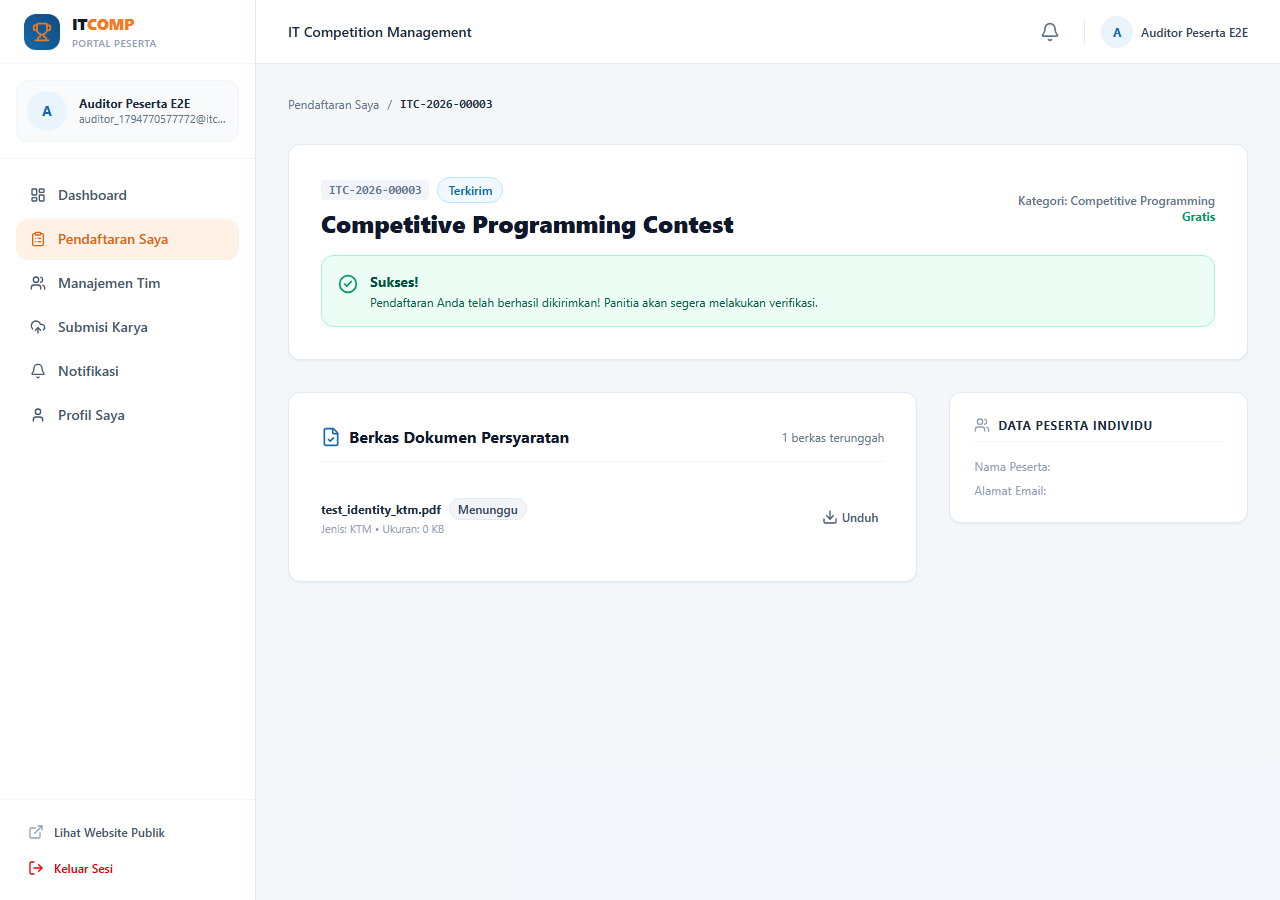 ITCOMP
PORTAL PESERTA
A
Auditor Peserta E2E
auditor_1794770577772@itc...
Dashboard
Pendaftaran Saya
Manajemen Tim
Submisi Karya
Notifikasi
Profil Saya
Lihat Website Publik
Keluar Sesi
IT Competition Management
A
Auditor Peserta E2E
Pendaftaran Saya / ITC-2026-00003
ITC-2026-00003 Terkirim
Competitive Programming Contest
Kategori: Competitive Programming
Gratis
Sukses!
Pendaftaran Anda telah berhasil dikirimkan! Panitia akan segera melakukan verifikasi.
Berkas Dokumen Persyaratan
1 berkas terunggah
test_identity_ktm.pdf Menunggu
Jenis: KTM • Ukuran: 0 KB
Unduh
DATA PESERTA INDIVIDU
Nama Peserta:
Alamat Email: